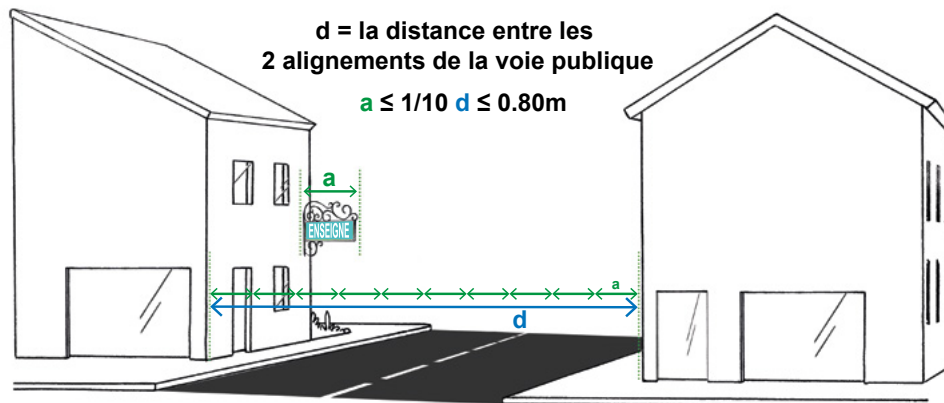 d = la distance entre les
2 alignements de la voie publique
a ≤ 1/10 d ≤ 0.80m
a
ENSEIGNE
a
d